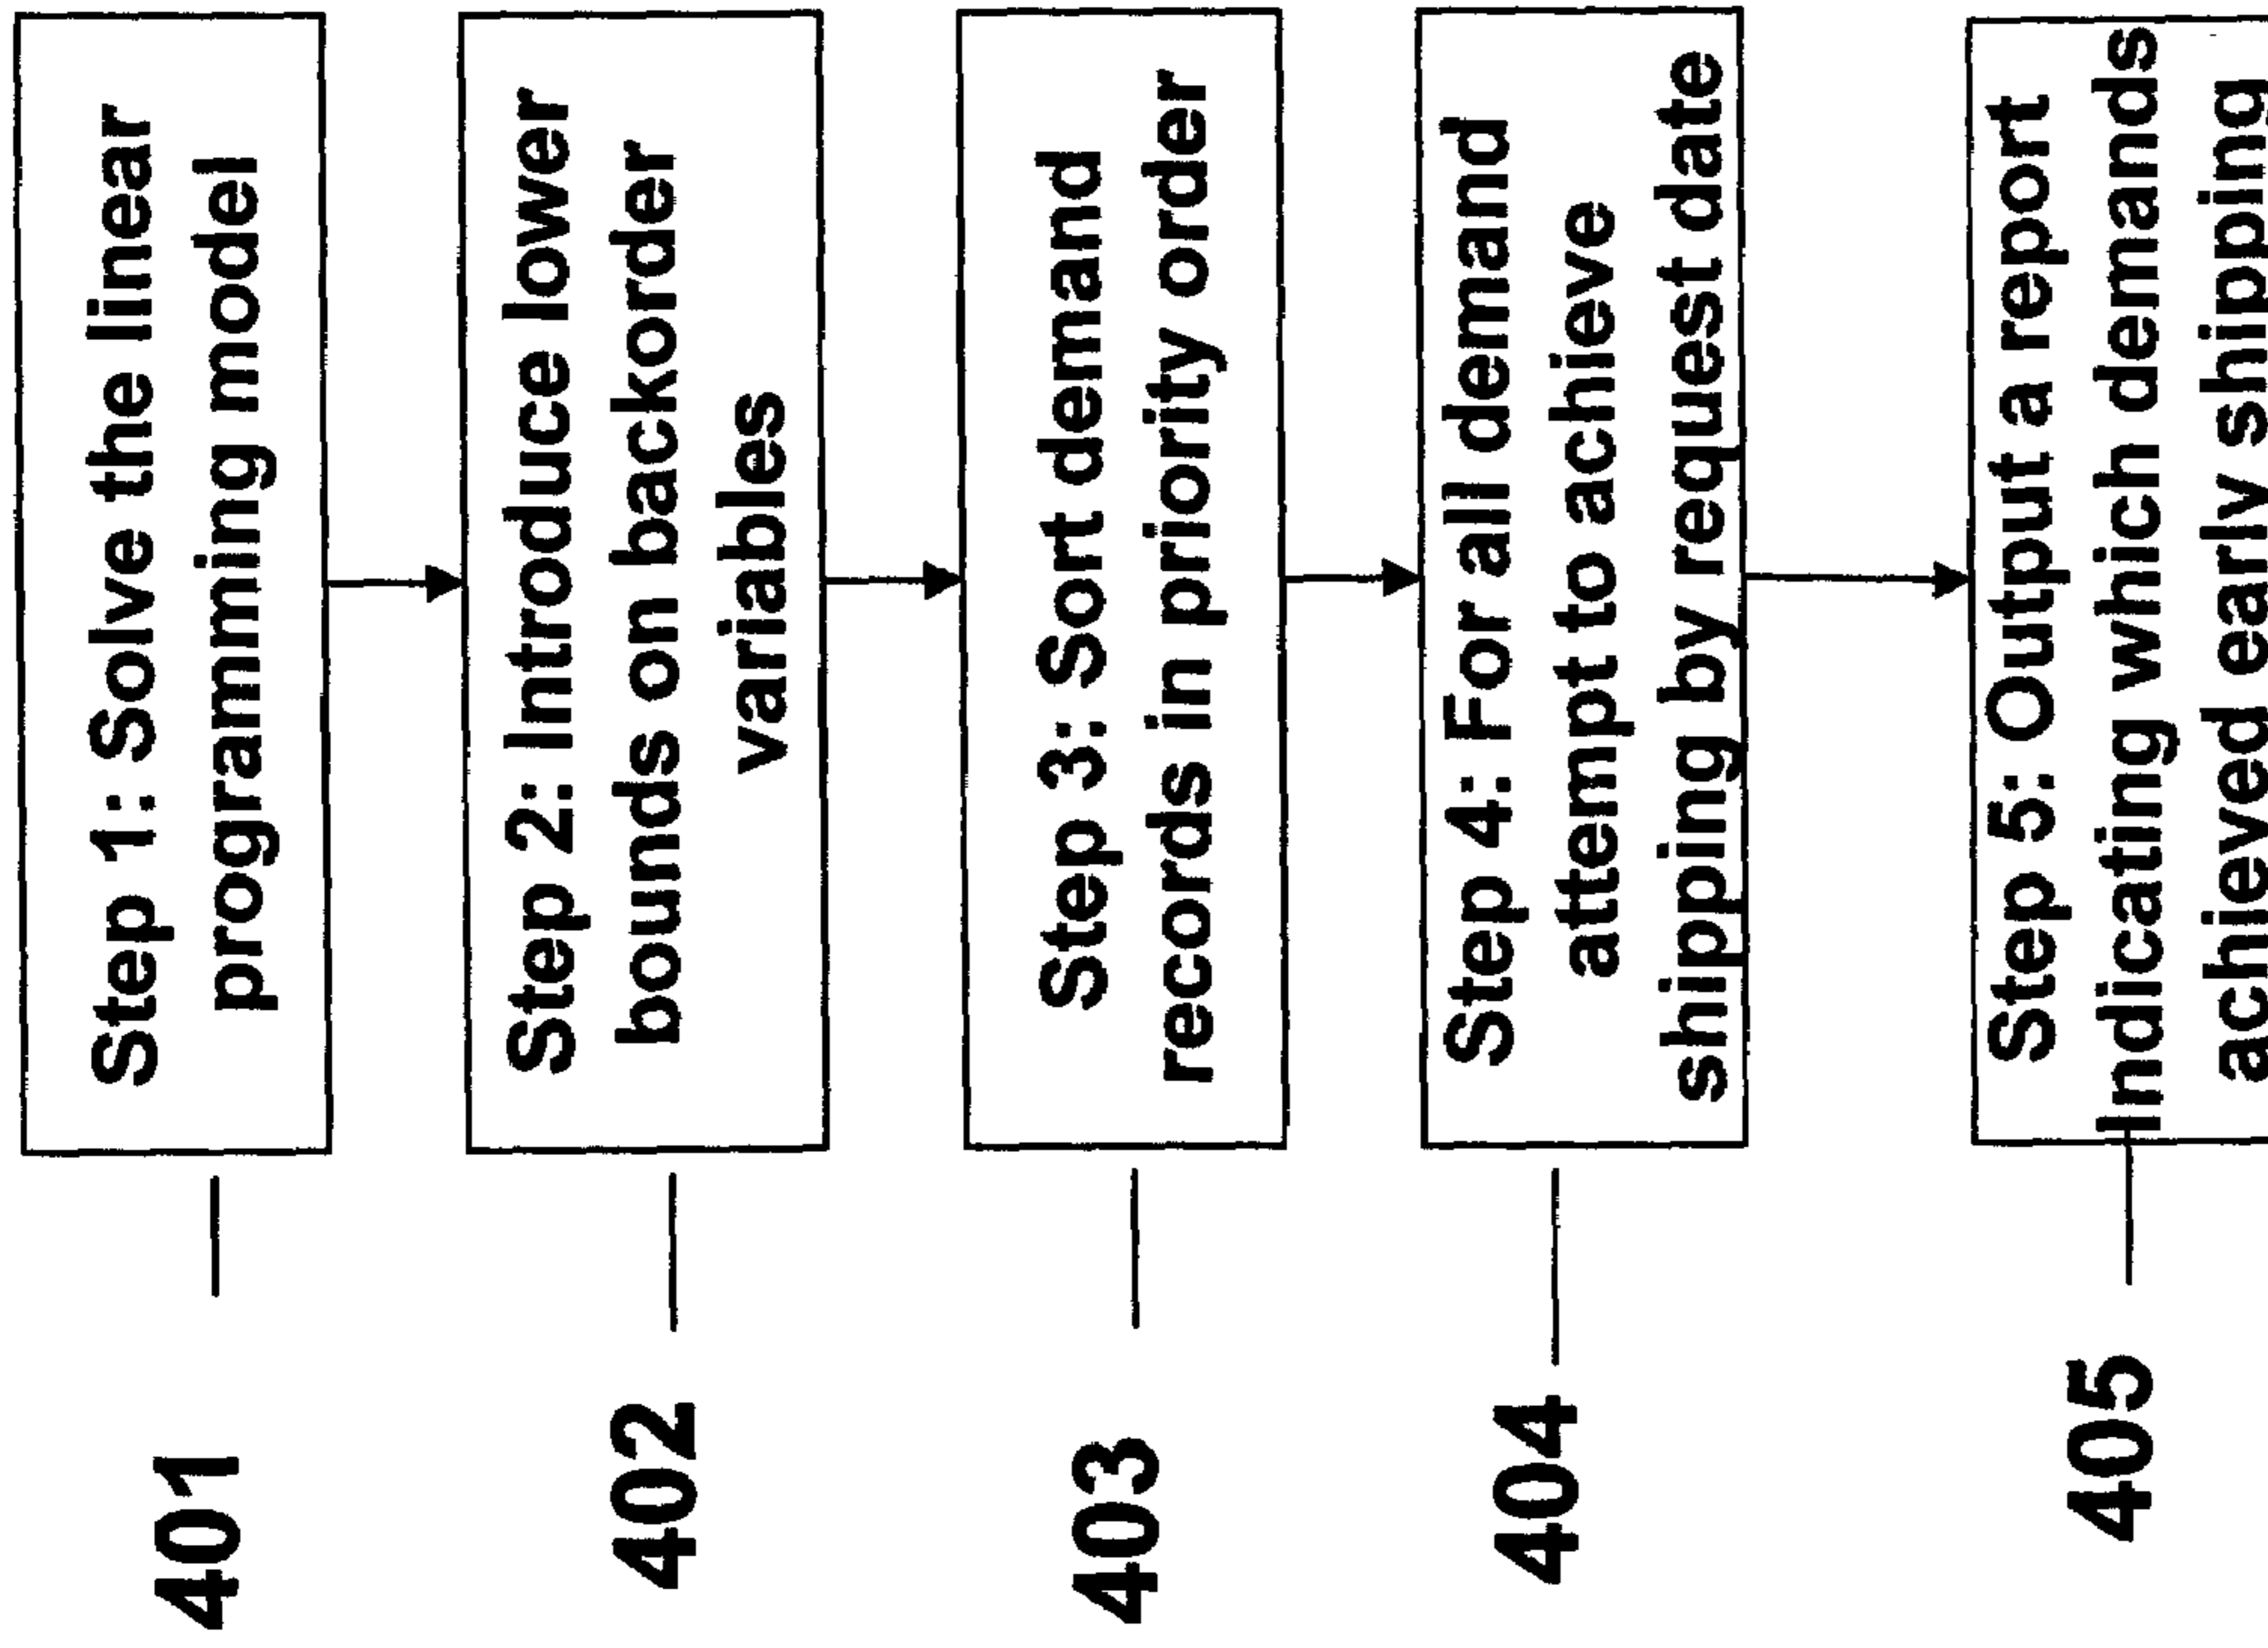 401
Step 1: Solve the linear
programming model
402
Step 2: Introduce lower
bounds on backorder
variables
403
Step 3: Sort demand
records in priority order
404
Step 4: For all demand
attempt to achieve
shipping by request date
405
Step 5: Output a report
Indicating which demands
achieved early shipping